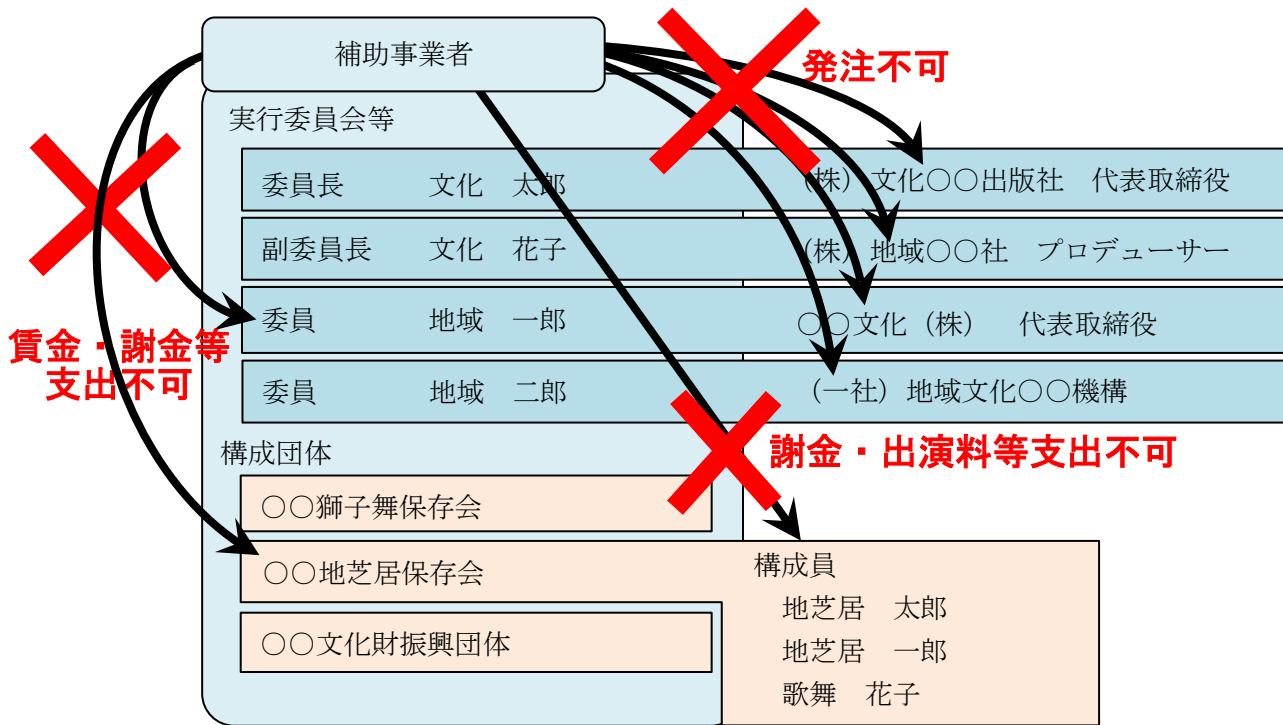 補助事業者
発注不可
実行委員会等
委員長 文化 太郎 (株) 文化○○出版社 代表取締役
副委員長 文化 花子 (株) 地域○○社 プロデューサー
委員 地域 一郎 ○○文化 (株) 代表取締役
賃金・謝金等
支出不可
委員 地域 二郎 (一社) 地域文化○○機構
構成団体
謝金・出演料等支出不可
○○獅子舞保存会
○○地芝居保存会
構成員
地芝居 太郎
地芝居 一郎
歌舞 花子
○○文化財振興団体